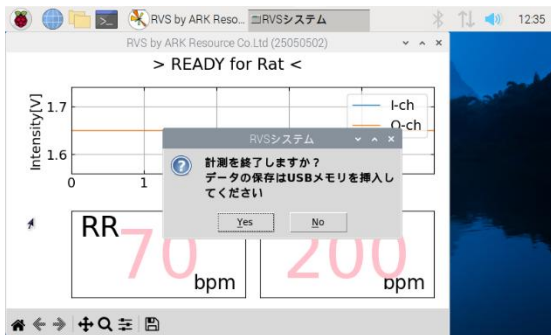 RVS by ARK Reso...
RVSシステム
12:35
RVS by ARK Resource Co.Ltd (25050502)
> READY for Rat <
Intensity[V]
1.7
1.6
0
1
I-ch
O-ch
RVSシステム
計測を終了しますか？
データの保存はUSBメモリを挿入し
てください
Yes
No
RR
70
bpm
200
bpm